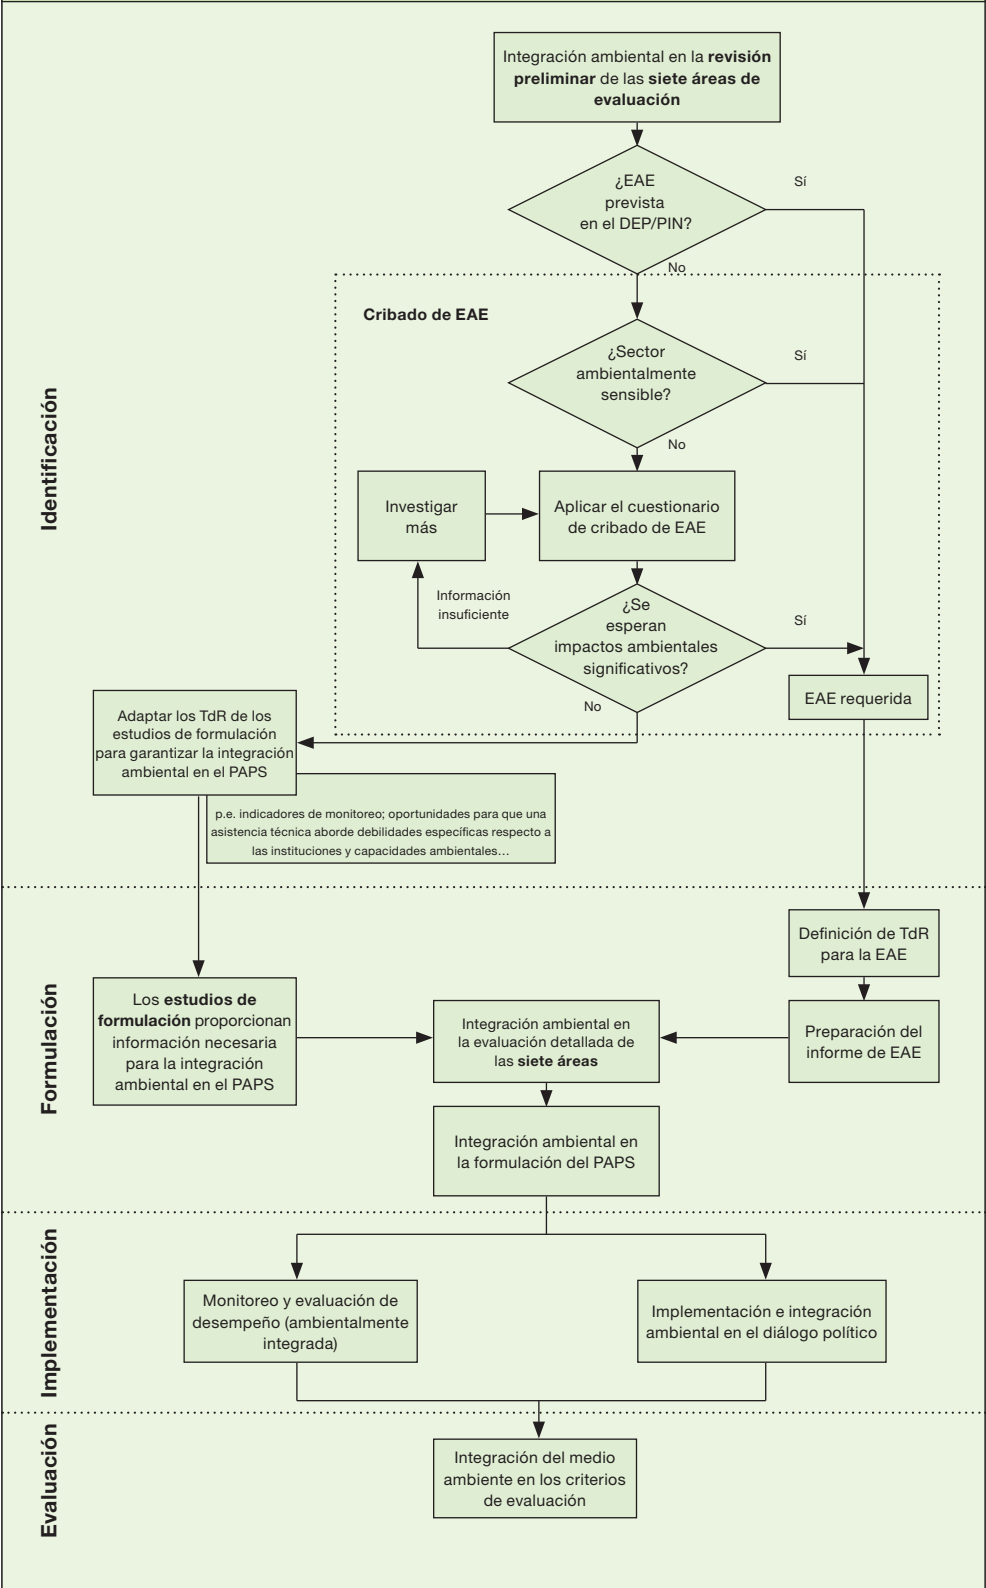 Integración ambiental en la revisión
preliminar de las siete áreas de
evaluación
¿EAE
prevista
en el DEP/PIN?
Sí
No
Cribado de EAE
¿Sector
ambientalmente
sensible?
Sí
No
Identificación
Investigar
más
Aplicar el cuestionario
de cribado de EAE
Información
insuficiente
¿Se
esperan
impactos ambientales
significativos?
Sí
No
EAE requerida
Adaptar los TdR de los
estudios de formulación
para garantizar la integración
ambiental en el PAPS
p.e. indicadores de monitoreo; oportunidades para que una
asistencia técnica aborde debilidades específicas respecto a
las instituciones y capacidades ambientales…
Formulación
Definición de TdR
para la EAE
Los estudios de
formulación proporcionan
información necesaria
para la integración
ambiental en el PAPS
Integración ambiental en
la evaluación detallada de
las siete áreas
Preparación del
informe de EAE
Integración ambiental en
la formulación del PAPS
Implementación
Monitoreo y evaluación de
desempeño (ambientalmente
integrada)
Implementación e integración
ambiental en el diálogo político
Evaluación
Integración del medio
ambiente en los criterios
de evaluación